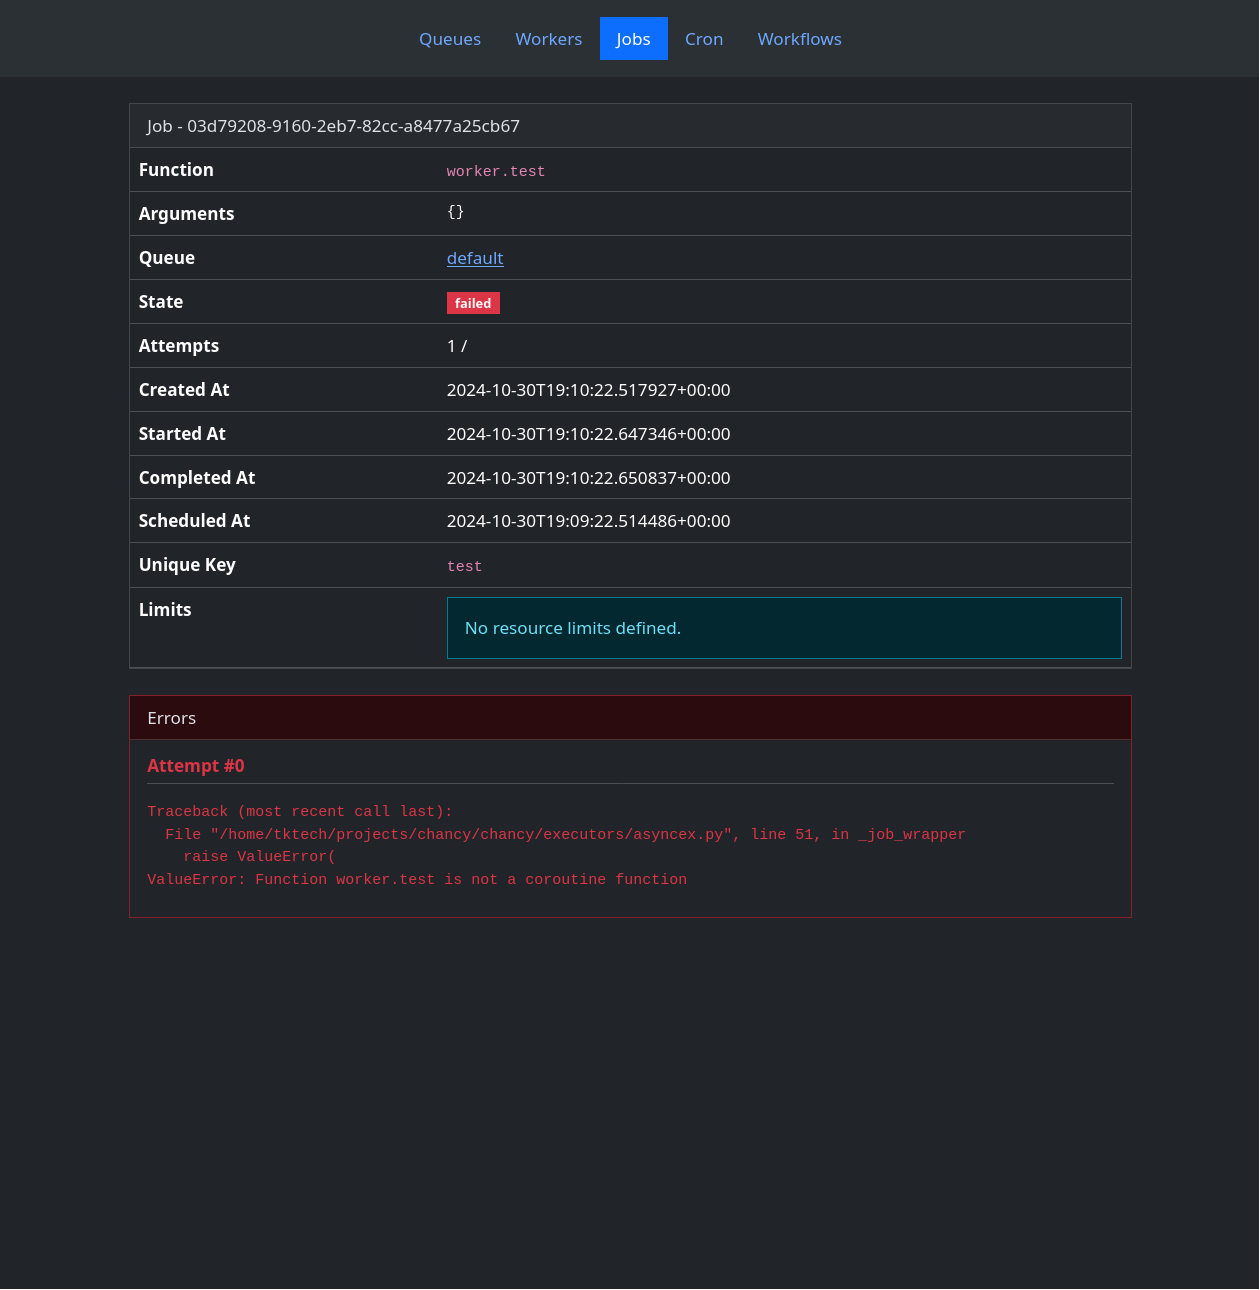 Queues Workers Jobs Cron Workflows
Job - 03d79208-9160-2eb7-82cc-a8477a25cb67
Function worker.test
Arguments {}
Queue default
State failed
Attempts 1 /
Created At 2024-10-30T19:10:22.517927+00:00
Started At 2024-10-30T19:10:22.647346+00:00
Completed At 2024-10-30T19:10:22.650837+00:00
Scheduled At 2024-10-30T19:09:22.514486+00:00
Unique Key test
Limits No resource limits defined.
Errors
Attempt #0
Traceback (most recent call last):
  File "/home/tktech/projects/chancy/chancy/executors/asyncex.py", line 51, in _job_wrapper
    raise ValueError(
ValueError: Function worker.test is not a coroutine function